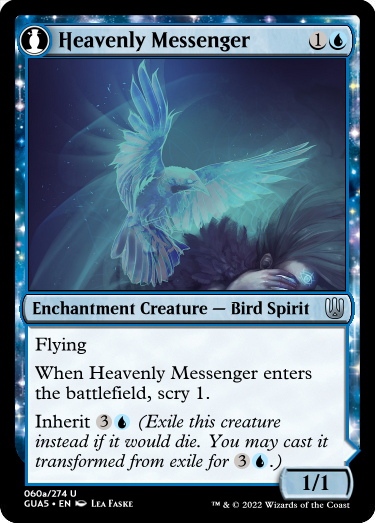 Heavenly Messenger 1
Enchantment Creature — Bird Spirit
Flying
When Heavenly Messenger enters
the battlefield, scry 1.
Inherit 3 (Exile this creature
instead if it would die. You may cast it
transformed from exile for 3 .)
1/1
060a/274 U
GUA5 • EN Lea Faske
™ & © 2022 Wizards of the Coast